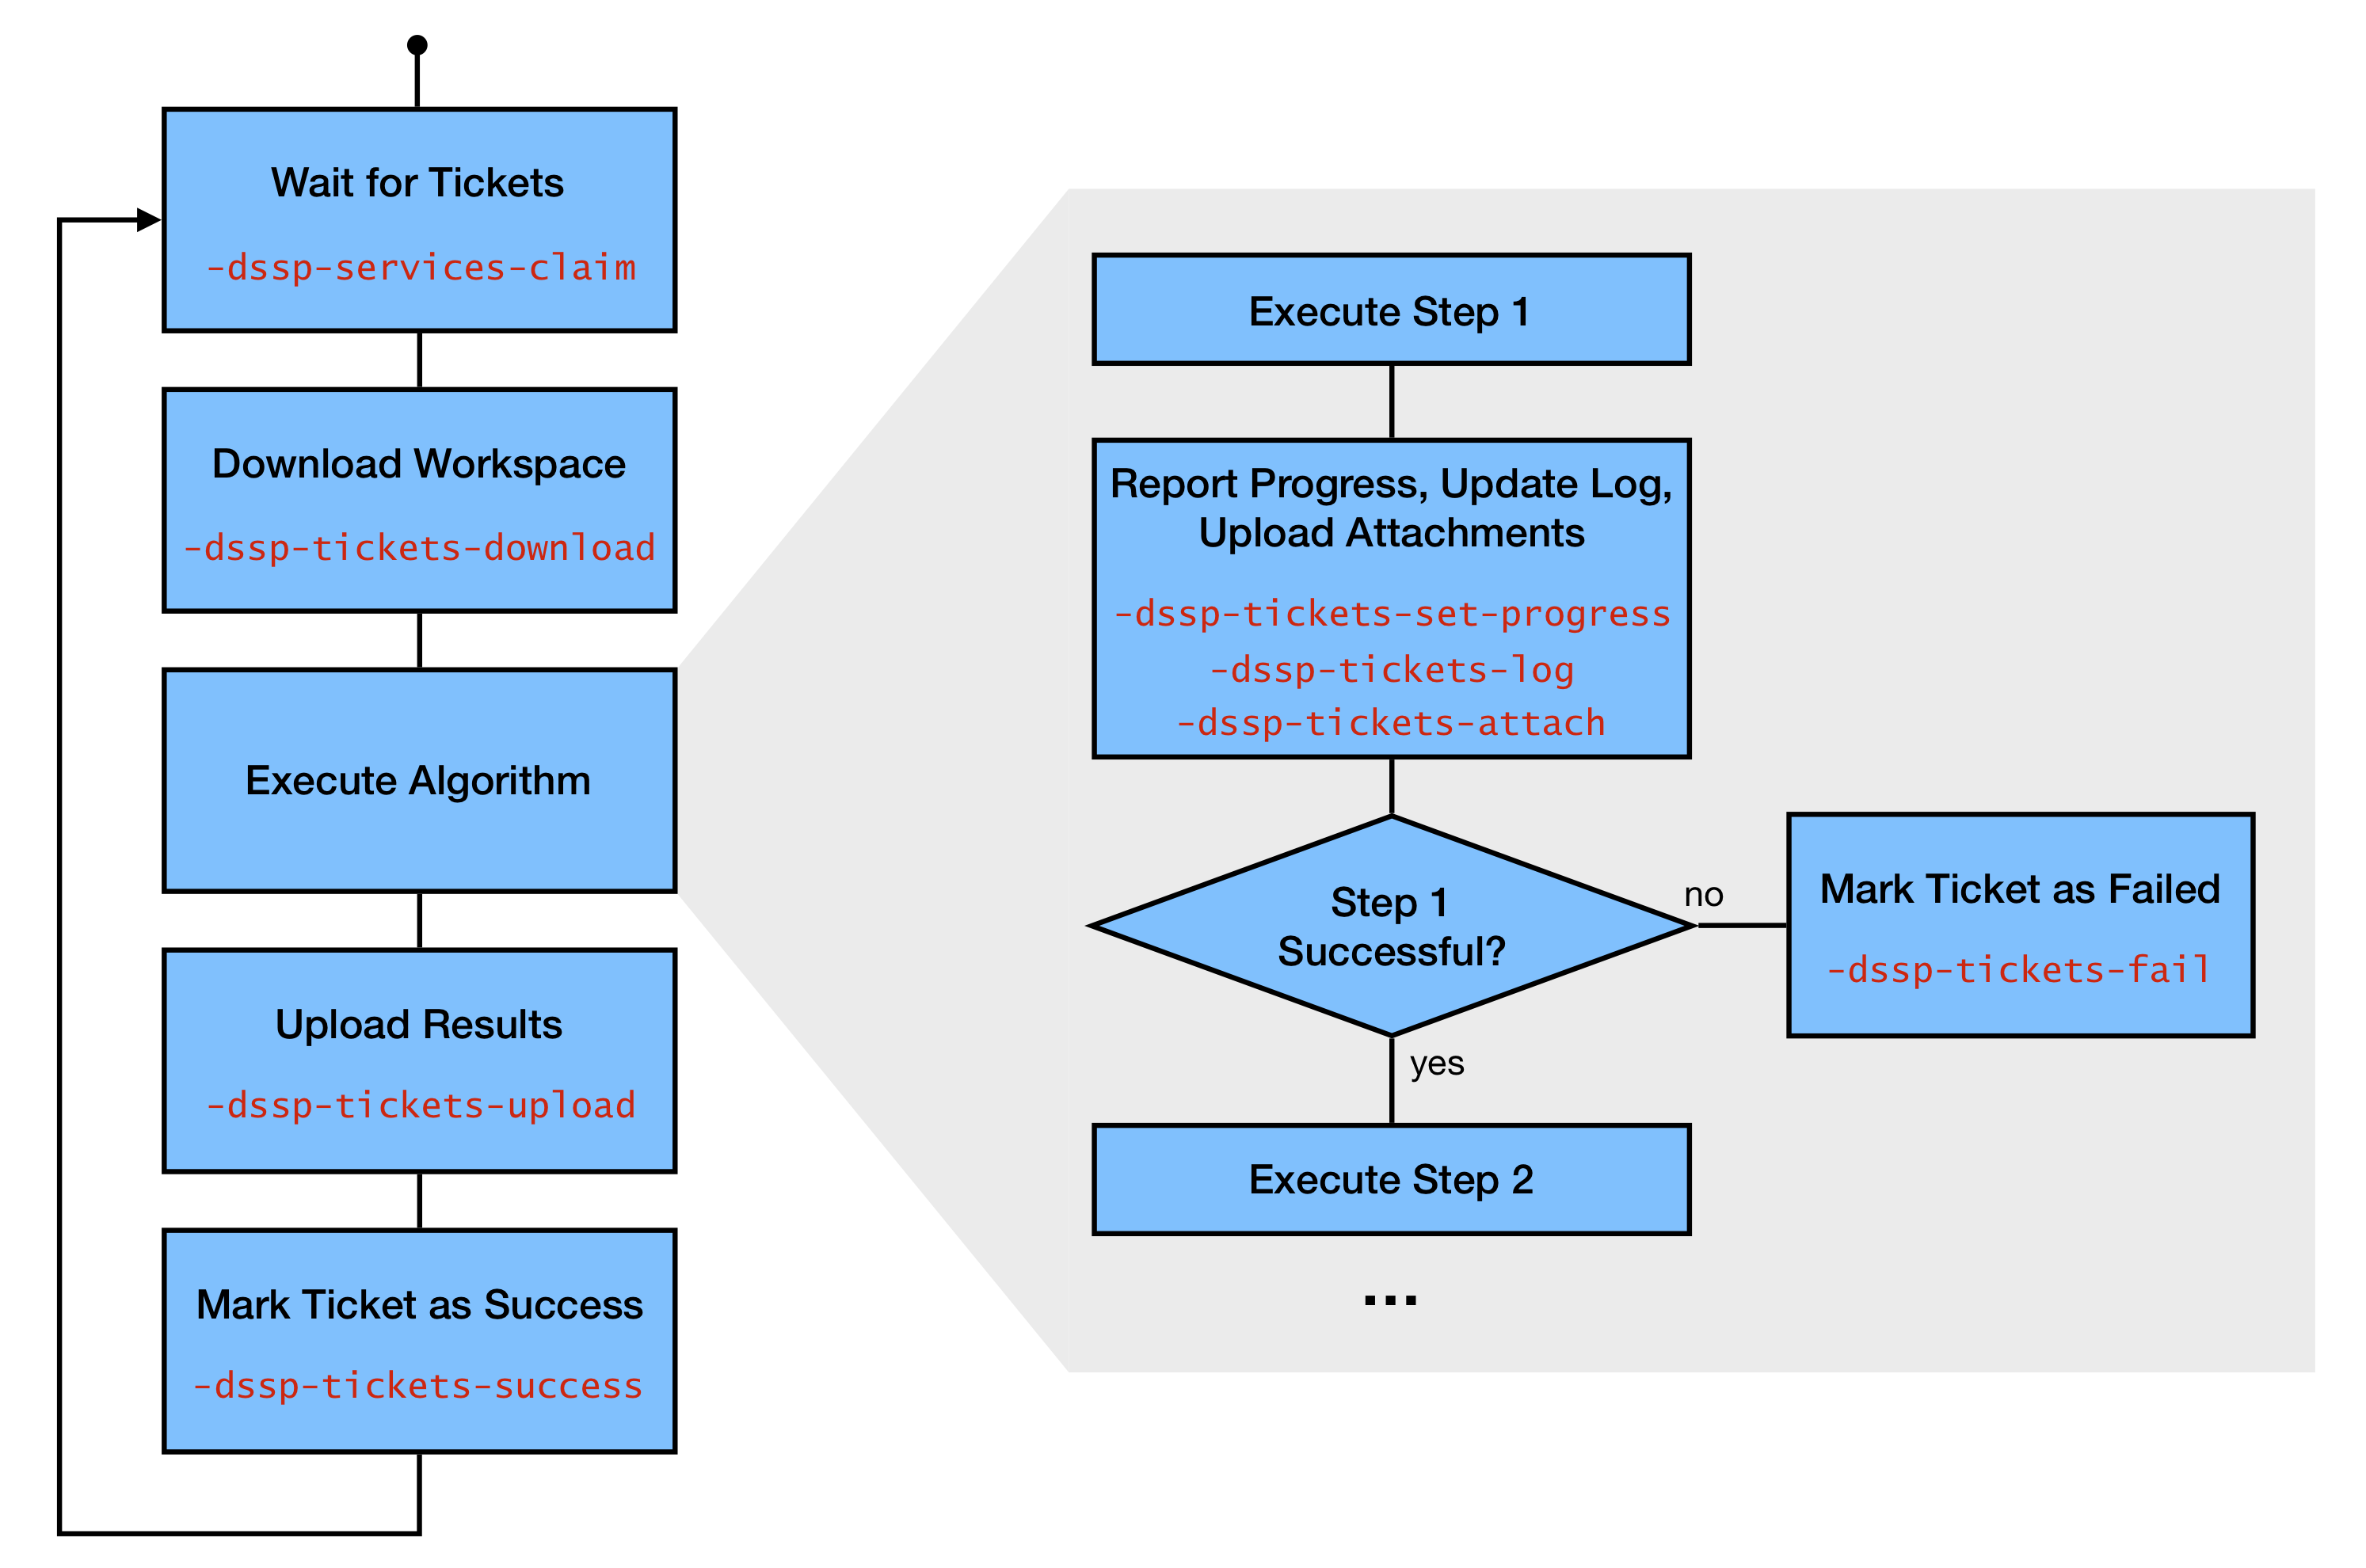 Wait for Tickets
-dssp-services-claim
Download Workspace
-dssp-tickets-download
Execute Algorithm
Upload Results
-dssp-tickets-upload
Mark Ticket as Success
-dssp-tickets-success
Execute Step 1
Report Progress, Update Log,
Upload Attachments
-dssp-tickets-set-progress
-dssp-tickets-log
-dssp-tickets-attach
Step 1
Successful?
no
Mark Ticket as Failed
-dssp-tickets-fail
yes
Execute Step 2
...